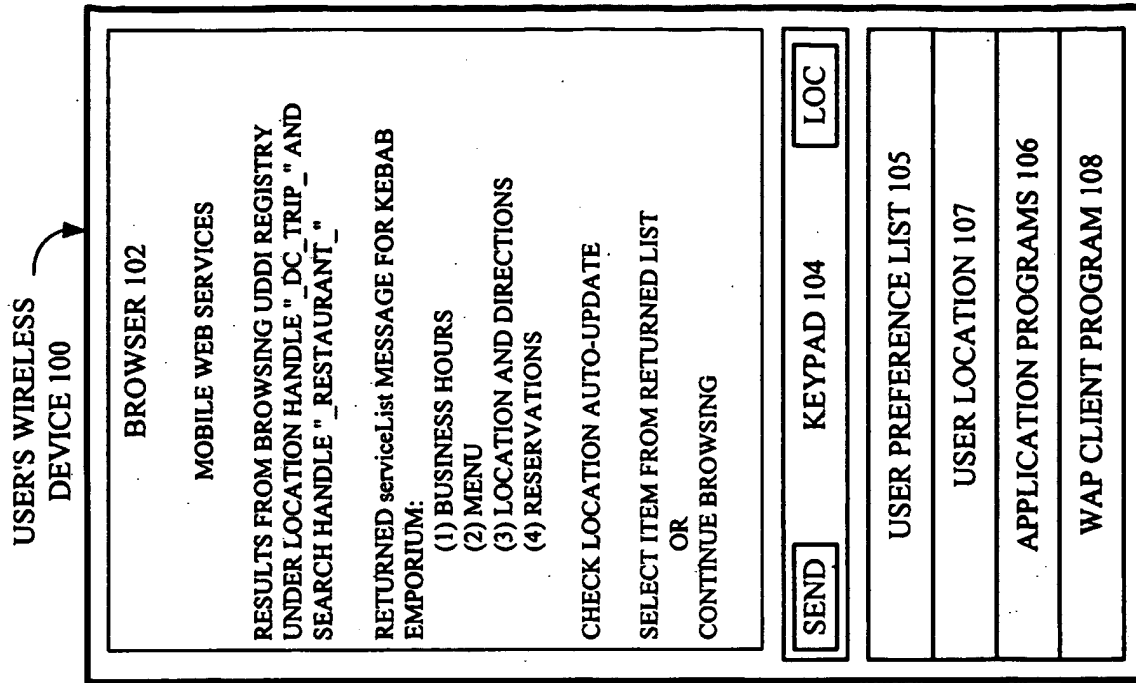 USER'S WIRELESS
DEVICE 100
BROWSER 102
MOBILE WEB SERVICES
RESULTS FROM BROWSING UDDI REGISTRY
UNDER LOCATION HANDLE "_DC_TRIP_" AND
SEARCH HANDLE "_RESTAURANT_"
RETURNED serviceList MESSAGE FOR KEBAB
EMPORIUM:
(1) BUSINESS HOURS
(2) MENU
(3) LOCATION AND DIRECTIONS
(4) RESERVATIONS
CHECK LOCATION AUTO-UPDATE
SELECT ITEM FROM RETURNED LIST
OR
CONTINUE BROWSING
SEND KEYPAD 104 LOC
USER PREFERENCE LIST 105
USER LOCATION 107
APPLICATION PROGRAMS 106
WAP CLIENT PROGRAM 108